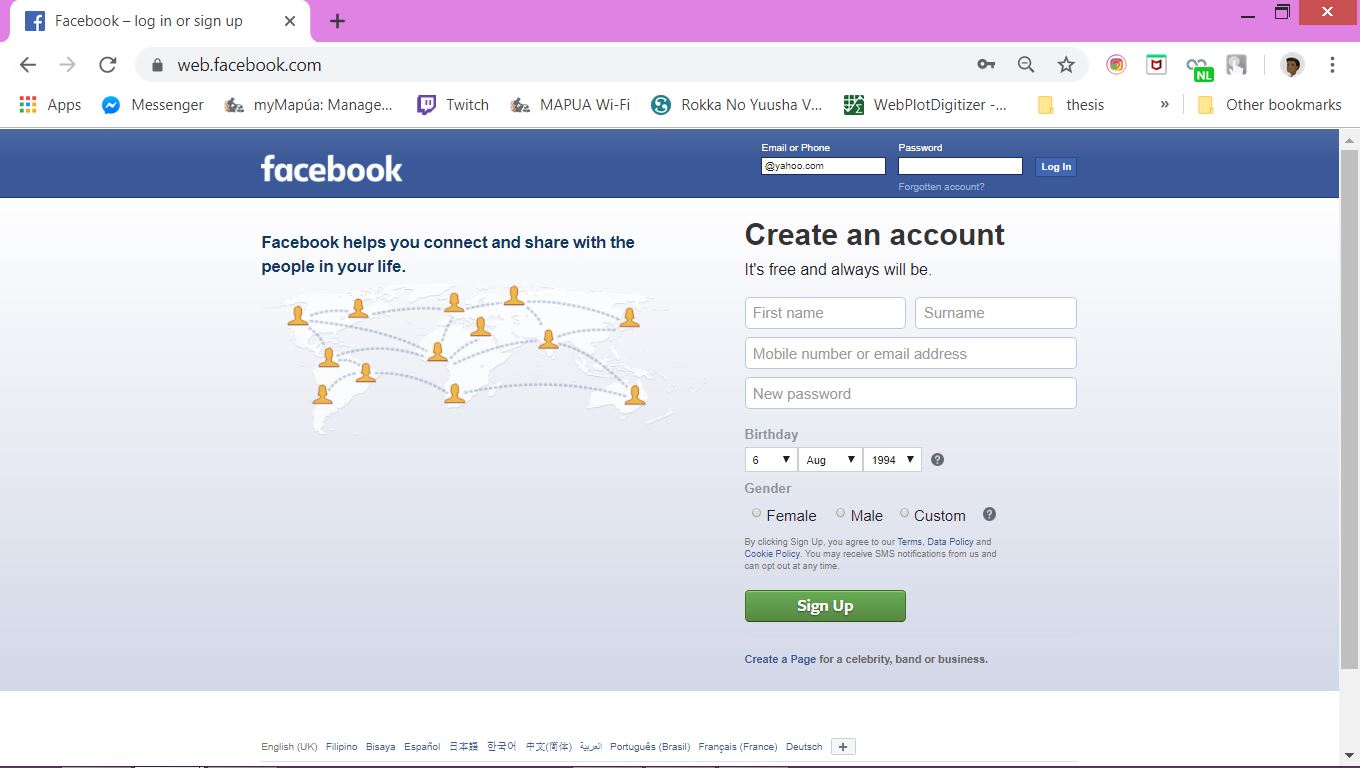 Facebook – log in or sign up
web.facebook.com
NL
Apps Messenger myMapúa: Manage... Twitch MAPUA Wi-Fi Rokka No Yuusha V... WebPlotDigitizer -... thesis » Other bookmarks
facebook
Email or Phone Password
@yahoo.com Log In
Forgotten account?
Facebook helps you connect and share with the
people in your life.
Create an account
It's free and always will be.
First name Surname
Mobile number or email address
New password
Birthday
6 Aug 1994 ?
Gender
Female Male Custom ?
By clicking Sign Up, you agree to our Terms, Data Policy and
Cookie Policy. You may receive SMS notifications from us and
can opt out at any time.
Sign Up
Create a Page for a celebrity, band or business.
English (UK) Filipino Bisaya Español 日本語 한국어 中文(简体) العربية Português (Brasil) Français (France) Deutsch +